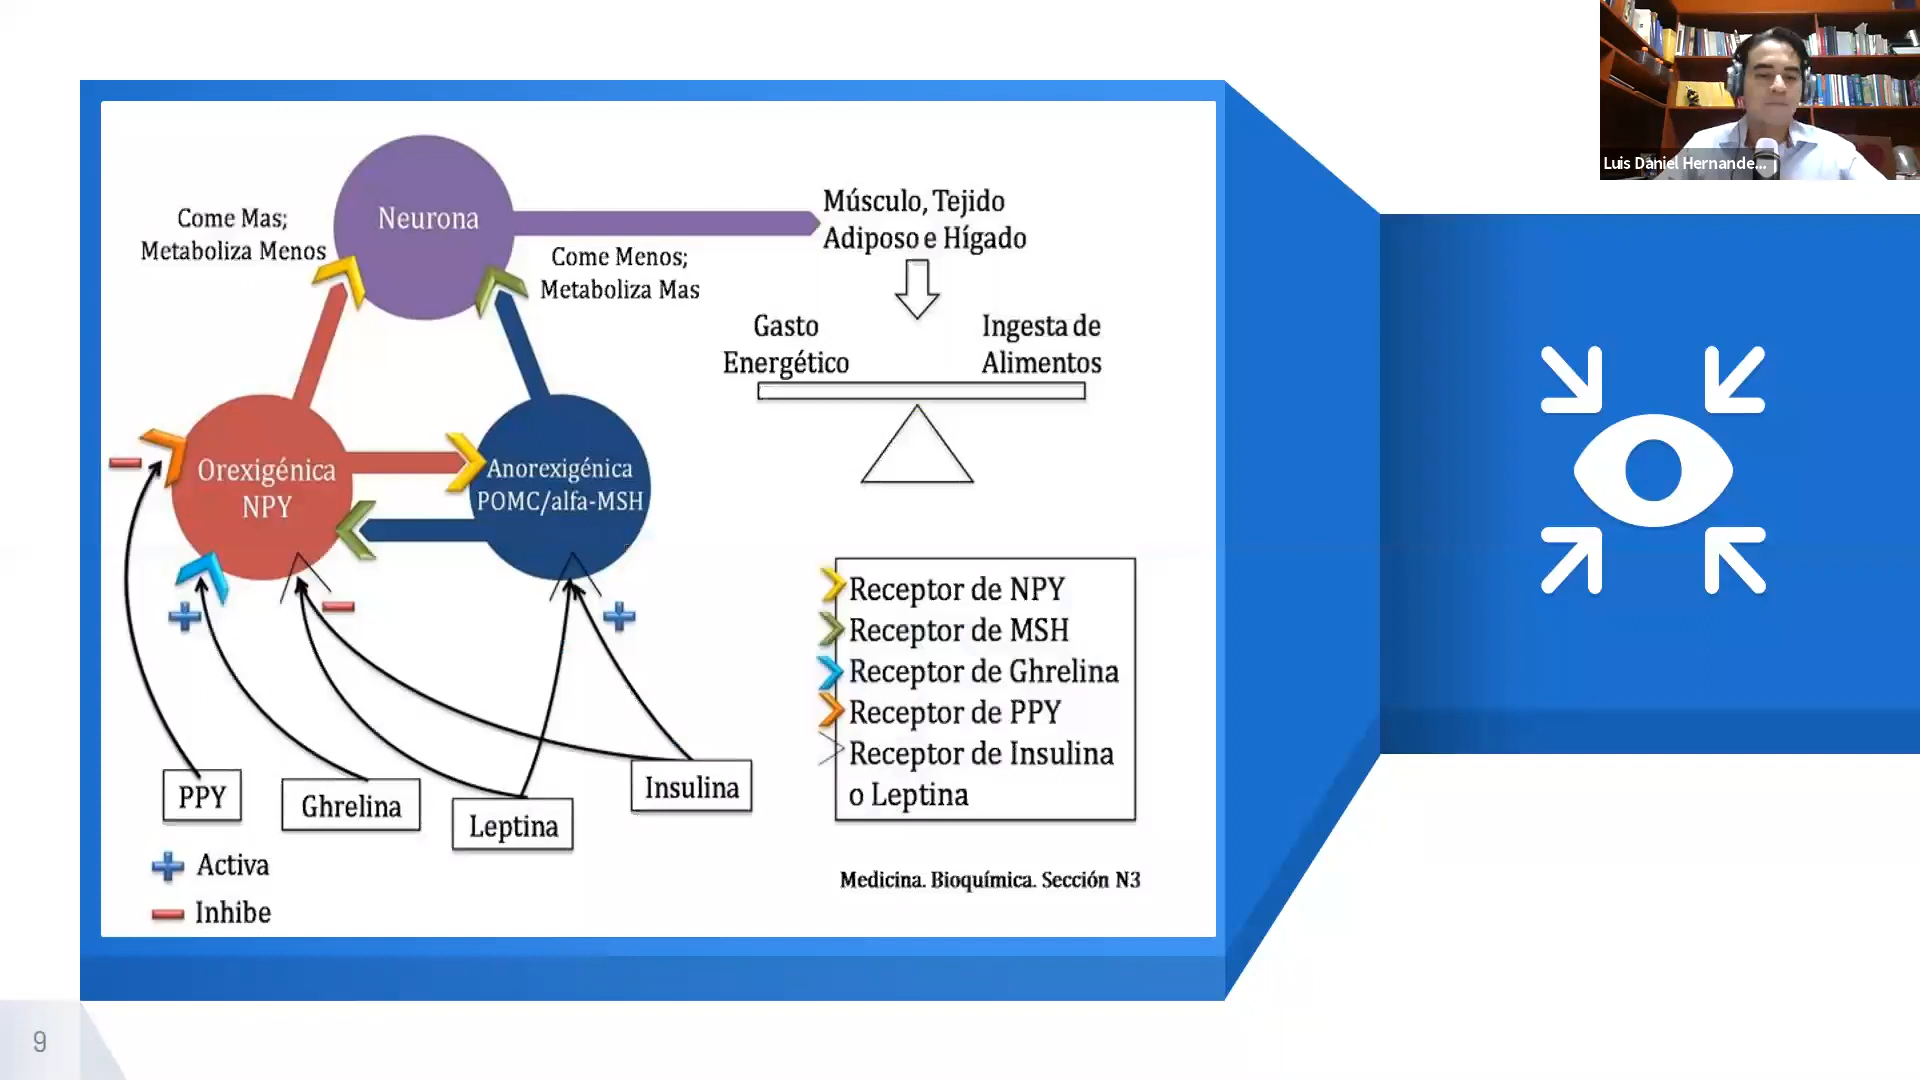 Luis Daniel Hernande...
Neurona
Come Mas;
Metaboliza Menos
Come Menos;
Metaboliza Mas
Músculo, Tejido
Adiposo e Hígado
Gasto
Energético
Ingesta de
Alimentos
Orexigénica
NPY
Anorexigénica
POMC/alfa-MSH
PPY
Ghrelina
Leptina
Insulina
Activa
Inhibe
Receptor de NPY
Receptor de MSH
Receptor de Ghrelina
Receptor de PPY
Receptor de Insulina
o Leptina
Medicina. Bioquímica. Sección N3
9